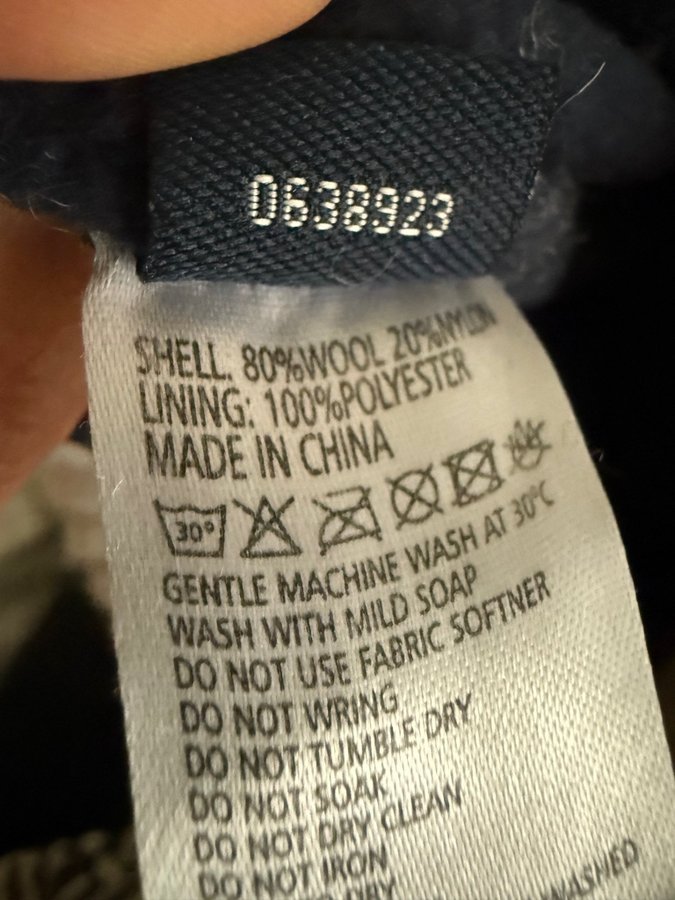 0638923
SHELL: 80%WOOL 20%NYLON
LINING: 100%POLYESTER
MADE IN CHINA
30°
GENTLE MACHINE WASH AT 30°C
WASH WITH MILD SOAP
DO NOT USE FABRIC SOFTNER
DO NOT WRING
DO NOT TUMBLE DRY
DO NOT SOAK
DO NOT DRY CLEAN
DO NOT IRON
DRY
WASHED